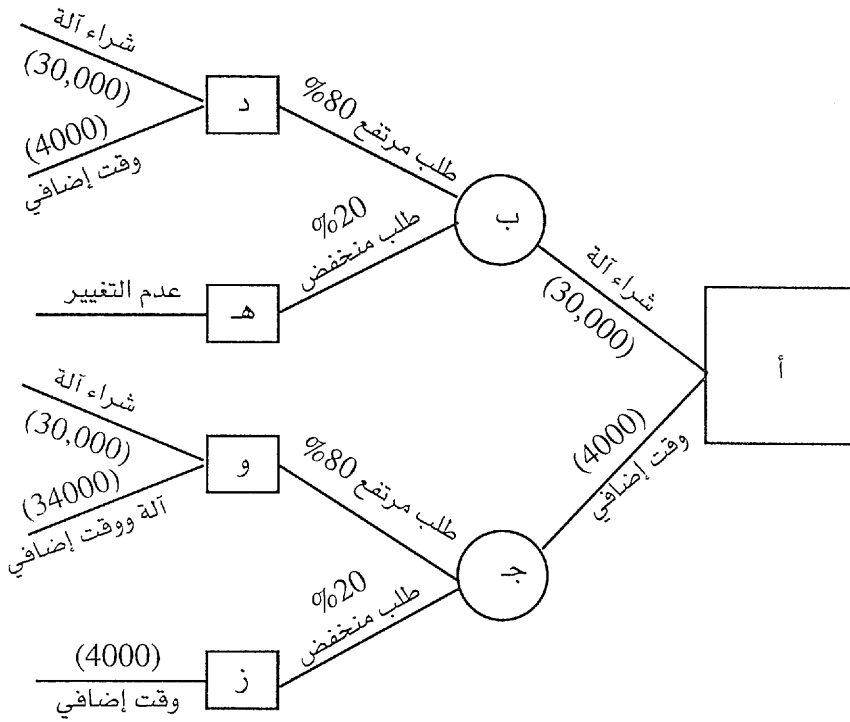 أ
شراء آلة
(30,000)
(4000)
وقت إضافي
ب
%80 طلب مرتفع
%20
طلب منخفض
د
شراء آلة
(30,000)
(4000)
وقت إضافي
هـ
عدم التغيير
جـ
%80 طلب مرتفع
%20
طلب منخفض
و
شراء آلة
(30,000)
(34000)
آلة ووقت إضافي
ز
(4000)
وقت إضافي